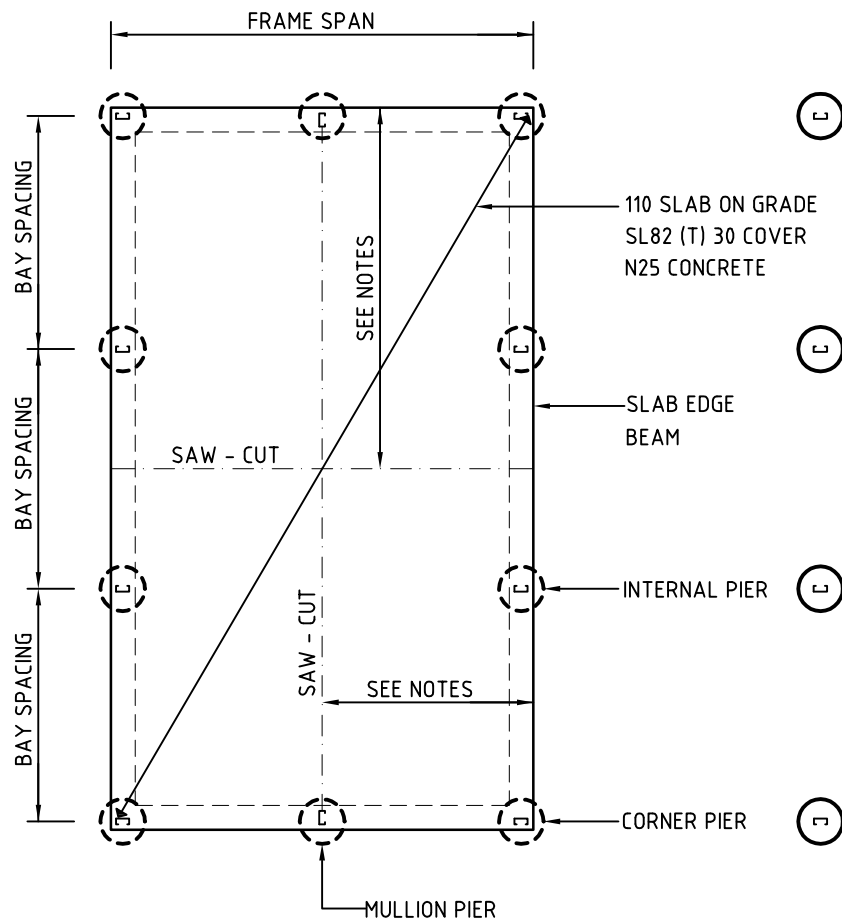 FRAME SPAN
BAY SPACING
SEE NOTES
110 SLAB ON GRADE
SL82 (T) 30 COVER
N25 CONCRETE
BAY SPACING
SLAB EDGE
BEAM
SAW - CUT
BAY SPACING
SAW - CUT
INTERNAL PIER
SEE NOTES
CORNER PIER
MULLION PIER